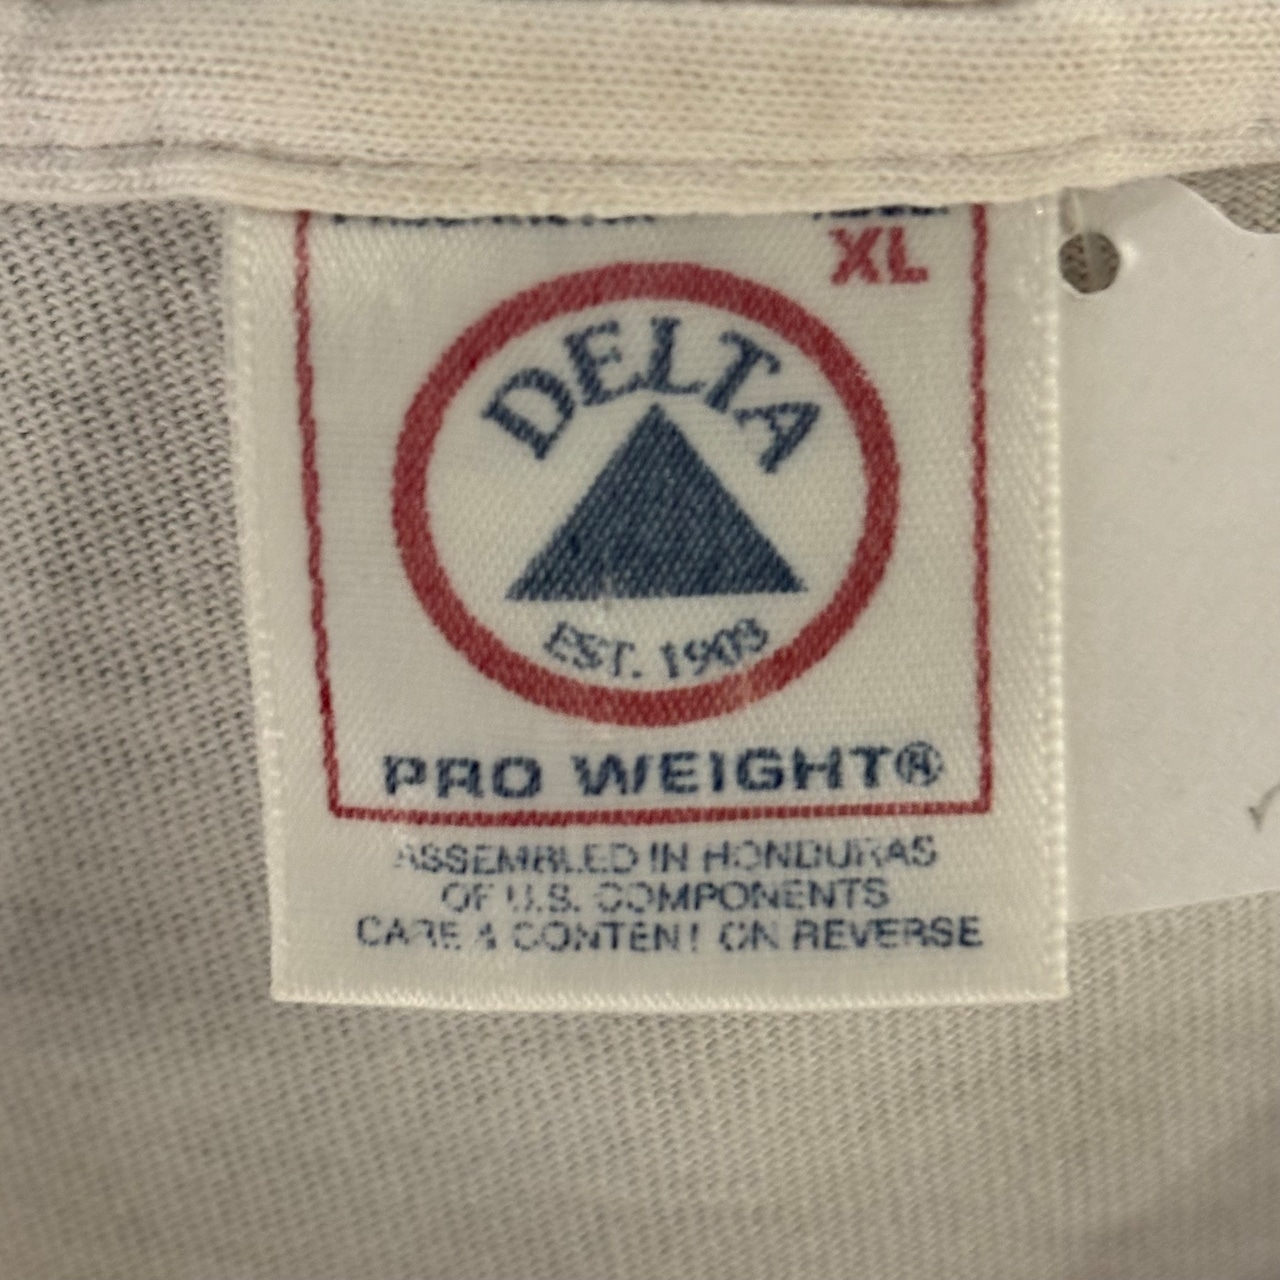 XL
DELTA
EST. 1903
PRO WEIGHT®
ASSEMBLED IN HONDURAS
OF U.S. COMPONENTS
CARE & CONTENT ON REVERSE